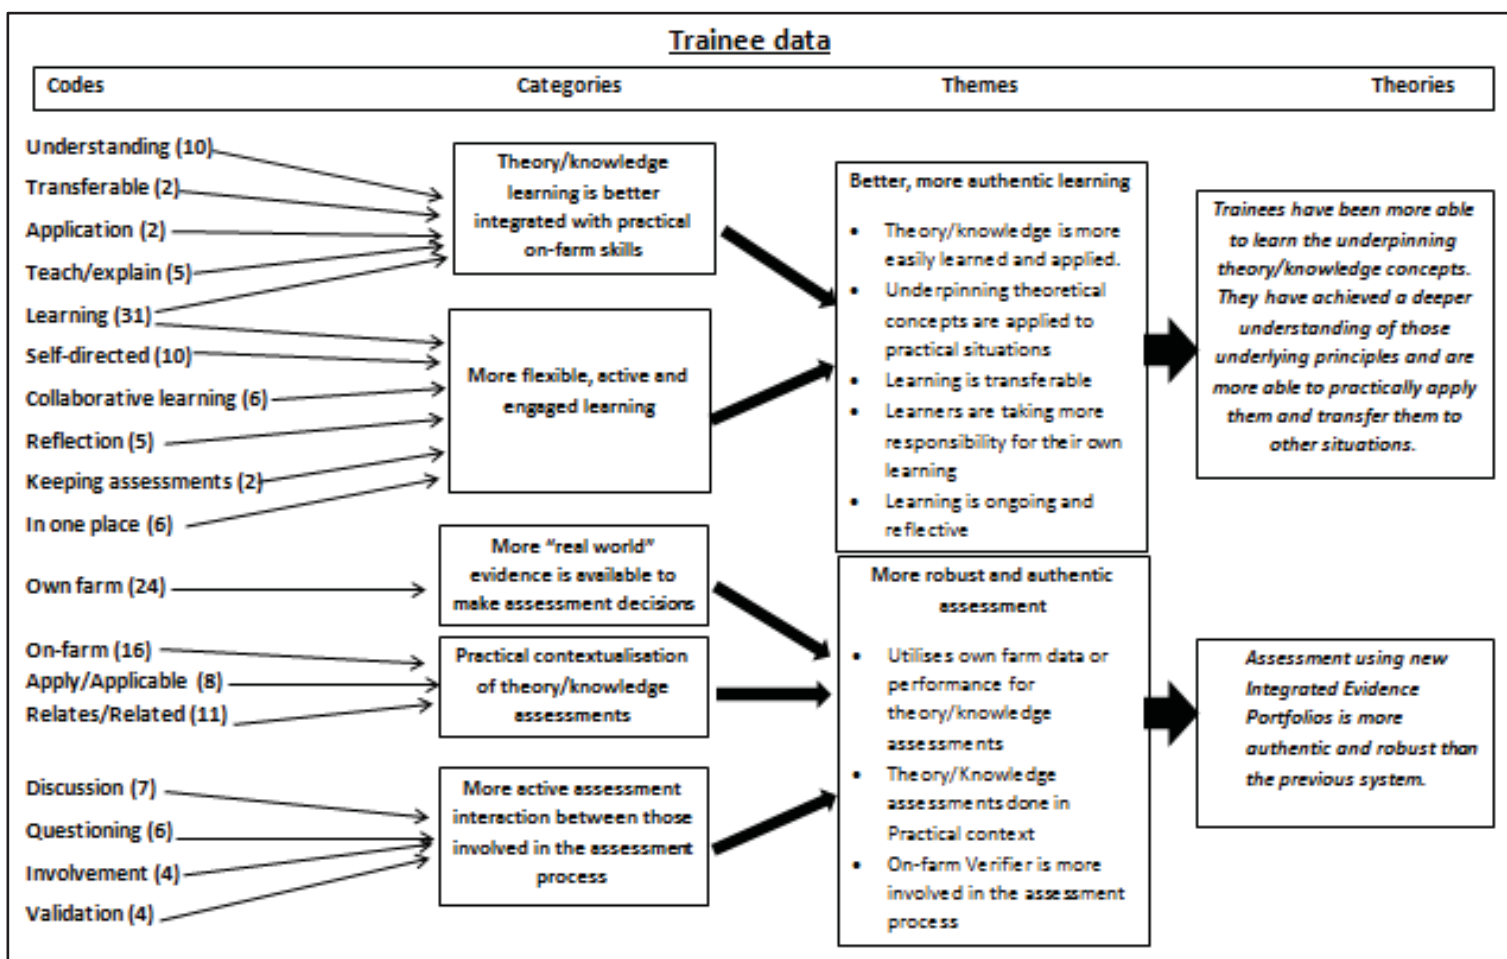 Trainee data
Codes Categories Themes Theories
Understanding (10)
Transferable (2)
Application (2)
Teach/explain (5)
Learning (31)
Self-directed (10)
Collaborative learning (6)
Reflection (5)
Keeping assessments (2)
In one place (6)
Own farm (24)
On-farm (16)
Apply/Applicable (8)
Relates/Related (11)
Discussion (7)
Questioning (6)
Involvement (4)
Validation (4)
Theory/knowledge
learning is better
integrated with practical
on-farm skills
More flexible, active and
engaged learning
More “real world”
evidence is available to
make assessment decisions
Practical contextualisation
of theory/knowledge
assessments
More active assessment
interaction between those
involved in the assessment
process
Better, more authentic learning
• Theory/knowledge is more
easily learned and applied.
• Underpinning theoretical
concepts are applied to
practical situations
• Learning is transferable
• Learners are taking more
responsibility for their own
learning
• Learning is ongoing and
reflective
More robust and authentic
assessment
• Utilises own farm data or
performance for
theory/knowledge
assessments
• Theory/Knowledge
assessments done in
Practical context
• On-farm Verifier is more
involved in the assessment
process
Trainees have been more able
to learn the underpinning
theory/knowledge concepts.
They have achieved a deeper
understanding of those
underlying principles and are
more able to practically apply
them and transfer them to
other situations.
Assessment using new
Integrated Evidence
Portfolios is more
authentic and robust than
the previous system.